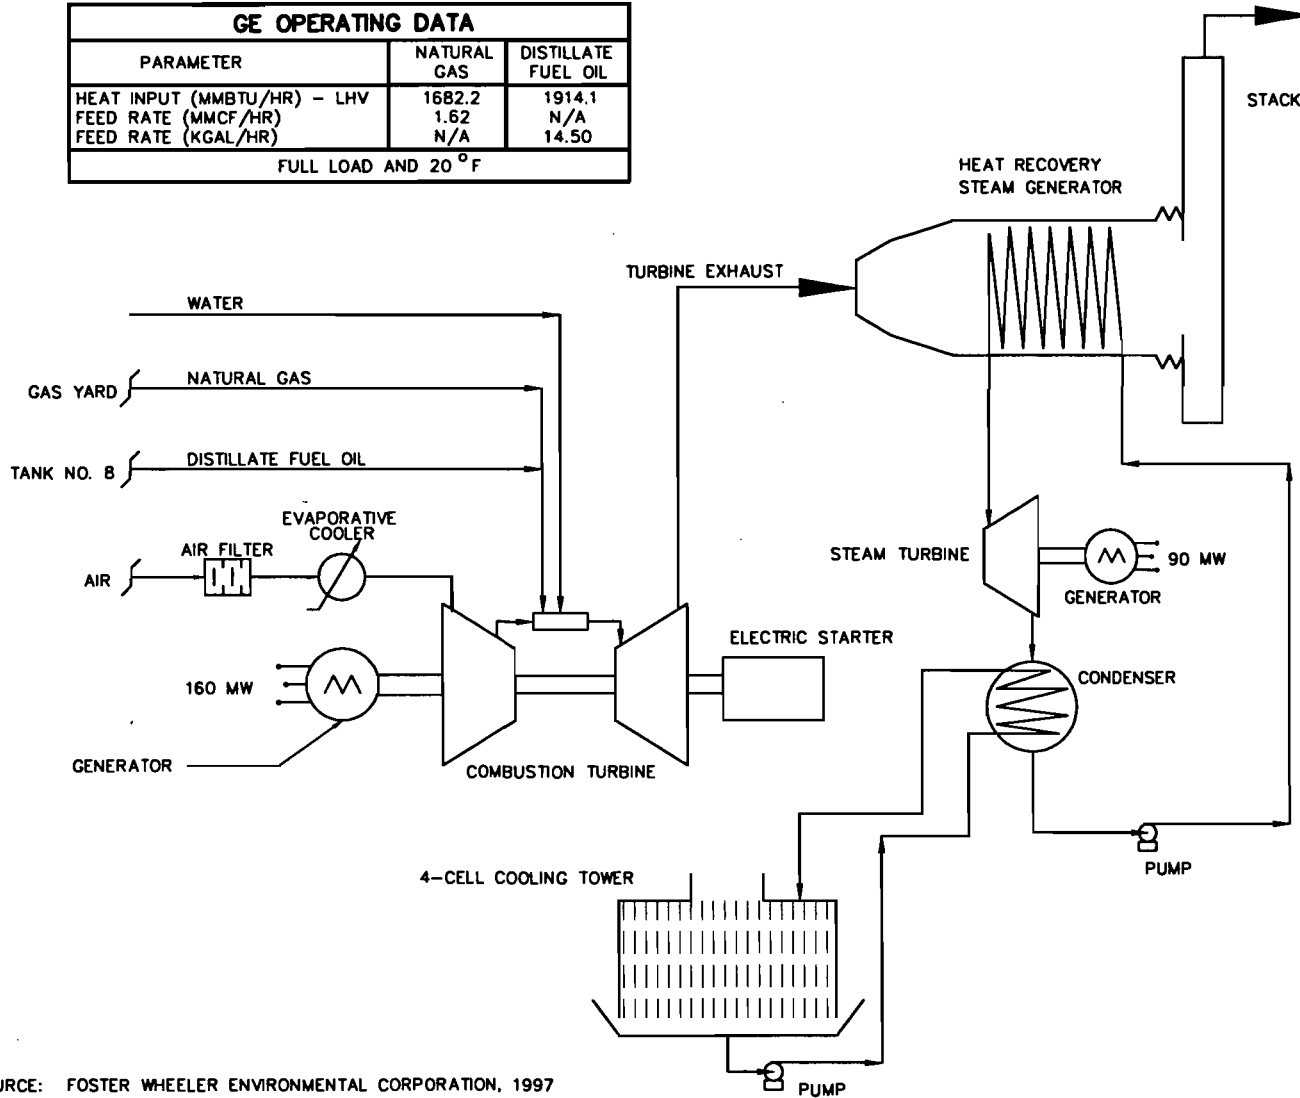 GE OPERATING DATA
PARAMETER
NATURAL GAS
DISTILLATE FUEL OIL
HEAT INPUT (MMBTU/HR) – LHV 1682.2 1914.1
FEED RATE (MMCF/HR) 1.62 N/A
FEED RATE (KGAL/HR) N/A 14.50
FULL LOAD AND 20 °F
STACK
HEAT RECOVERY
STEAM GENERATOR
TURBINE EXHAUST
WATER
GAS YARD
NATURAL GAS
TANK NO. 8
DISTILLATE FUEL OIL
EVAPORATIVE
COOLER
AIR FILTER
AIR
STEAM TURBINE
90 MW
GENERATOR
ELECTRIC STARTER
160 MW
CONDENSER
GENERATOR
COMBUSTION TURBINE
PUMP
4-CELL COOLING TOWER
PUMP
URCE: FOSTER WHEELER ENVIRONMENTAL CORPORATION, 1997